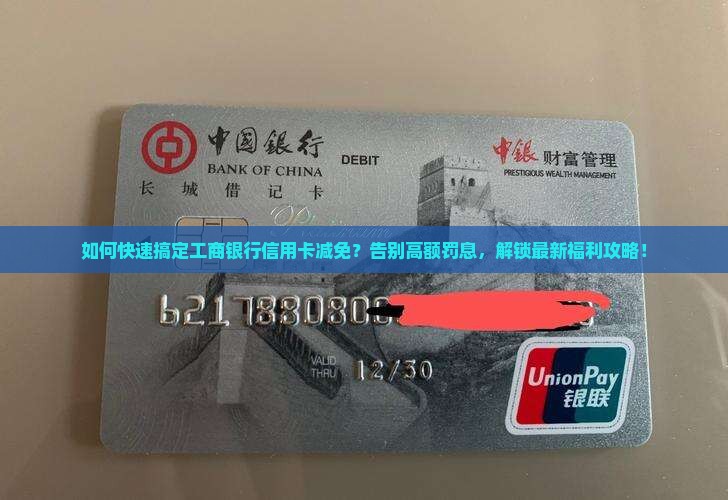 中国银行
BANK OF CHINA
DEBIT
中銀 财富管理
PRESTIGIOUS WEALTH MANAGEMENT
长城借记卡
Platinum
如何快速搞定工商银行信用卡减免？告别高额罚息，解锁最新福利攻略！
6217880800
VALID
THRU
12/30
UnionPay
银联